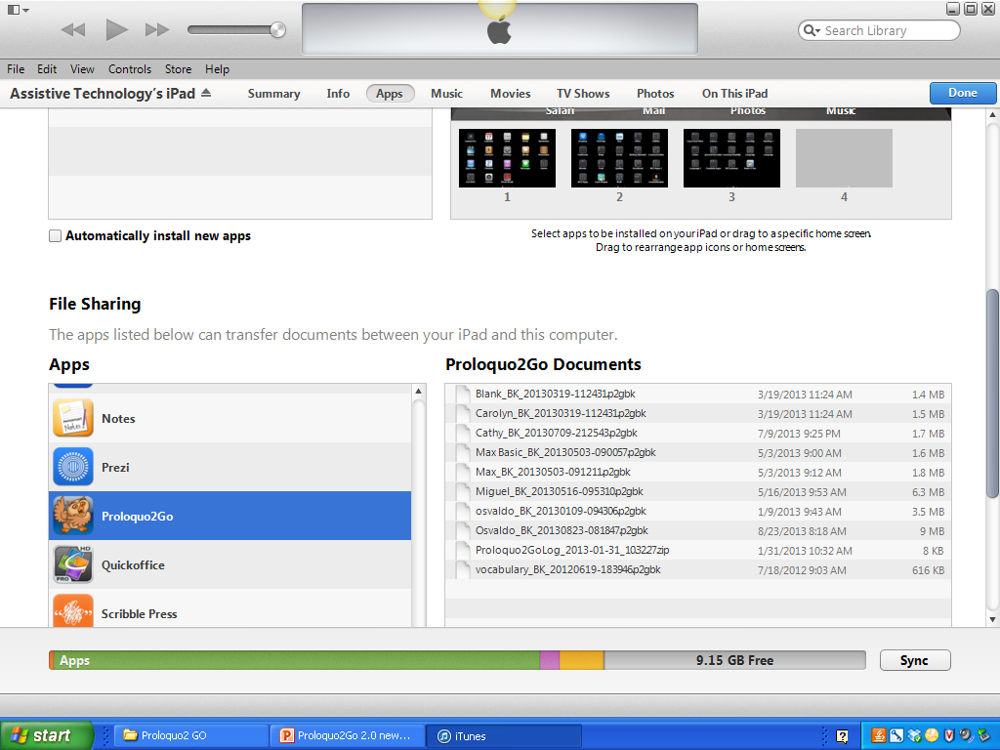 Search Library
File Edit View Controls Store Help
Assistive Technology's iPad Summary Info Apps Music Movies TV Shows Photos On This iPad Done
Safari Mail Photos Music
1 2 3 4
Automatically install new apps
Select apps to be installed on your iPad or drag to a specific home screen.
Drag to rearrange app icons or home screens.
File Sharing
The apps listed below can transfer documents between your iPad and this computer.
Apps
Notes
Prezi
Proloquo2Go
HD
PRO
Quickoffice
Scribble Press
Proloquo2Go Documents
Blank_BK_20130319-112431.p2gbk 3/19/2013 11:24 AM 1.4 MB
Carolyn_BK_20130319-112431.p2gbk 3/19/2013 11:24 AM 1.5 MB
Cathy_BK_20130709-212543.p2gbk 7/9/2013 9:25 PM 1.7 MB
Max Basic_BK_20130503-090057.p2gbk 5/3/2013 9:00 AM 1.6 MB
Max_BK_20130503-091211.p2gbk 5/3/2013 9:12 AM 1.8 MB
Miguel_BK_20130516-095310.p2gbk 5/16/2013 9:53 AM 6.3 MB
osvaldo_BK_20130109-094306.p2gbk 1/9/2013 9:43 AM 3.5 MB
Osvaldo_BK_20130823-081847.p2gbk 8/23/2013 8:18 AM 9 MB
Proloquo2GoLog_2013-01-31_103227.zip 1/31/2013 10:32 AM 8 KB
vocabulary_BK_20120619-183946.p2gbk 7/18/2012 9:03 AM 616 KB
Apps 9.15 GB Free Sync
start Proloquo2 GO Proloquo2Go 2.0 new... iTunes